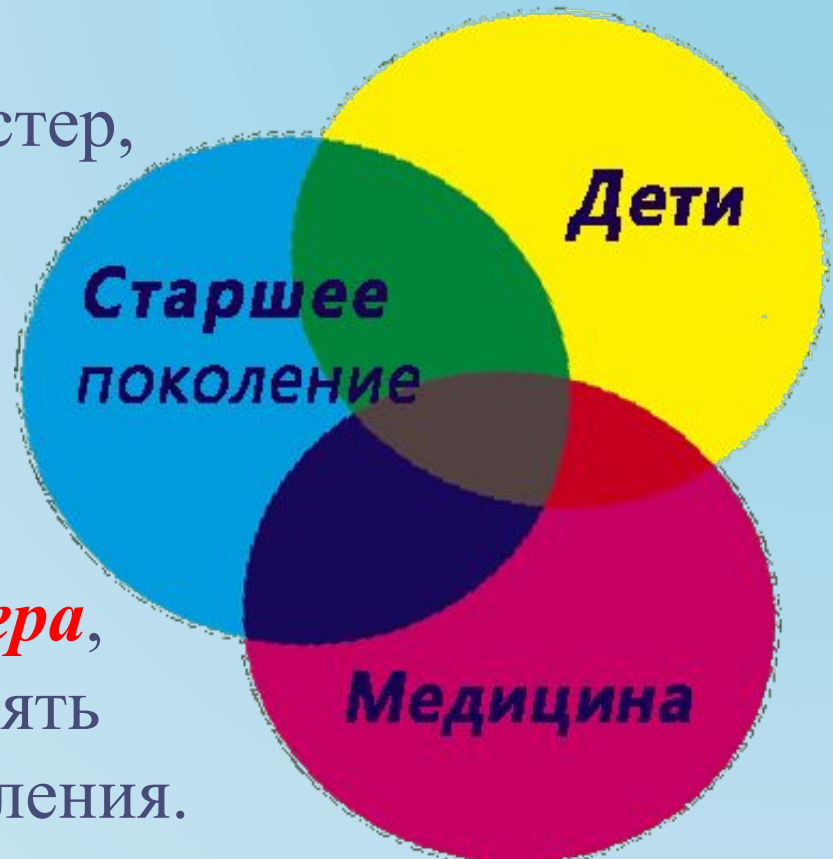 стер,
Дети
Старшее
поколение
ера,
ять
Медицина
ления.